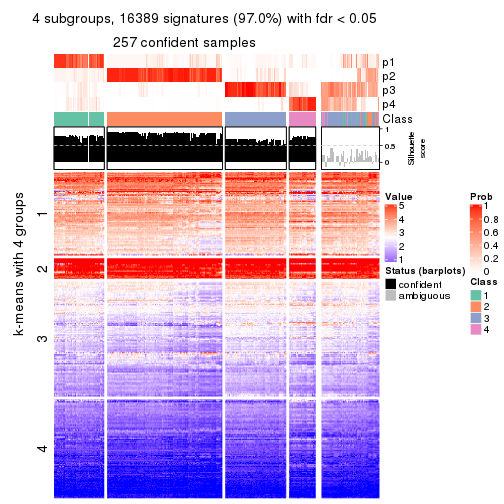 4 subgroups, 16389 signatures (97.0%) with fdr < 0.05
257 confident samples
p1
p2
p3
p4
Class
1
0.5
0
Silhouette
score
k-means with 4 groups
1
2
3
4
Value
5
4
3
2
1
Status (barplots)
confident
ambiguous
Prob
1
0.8
0.6
0.4
0.2
0
Class
1
2
3
4